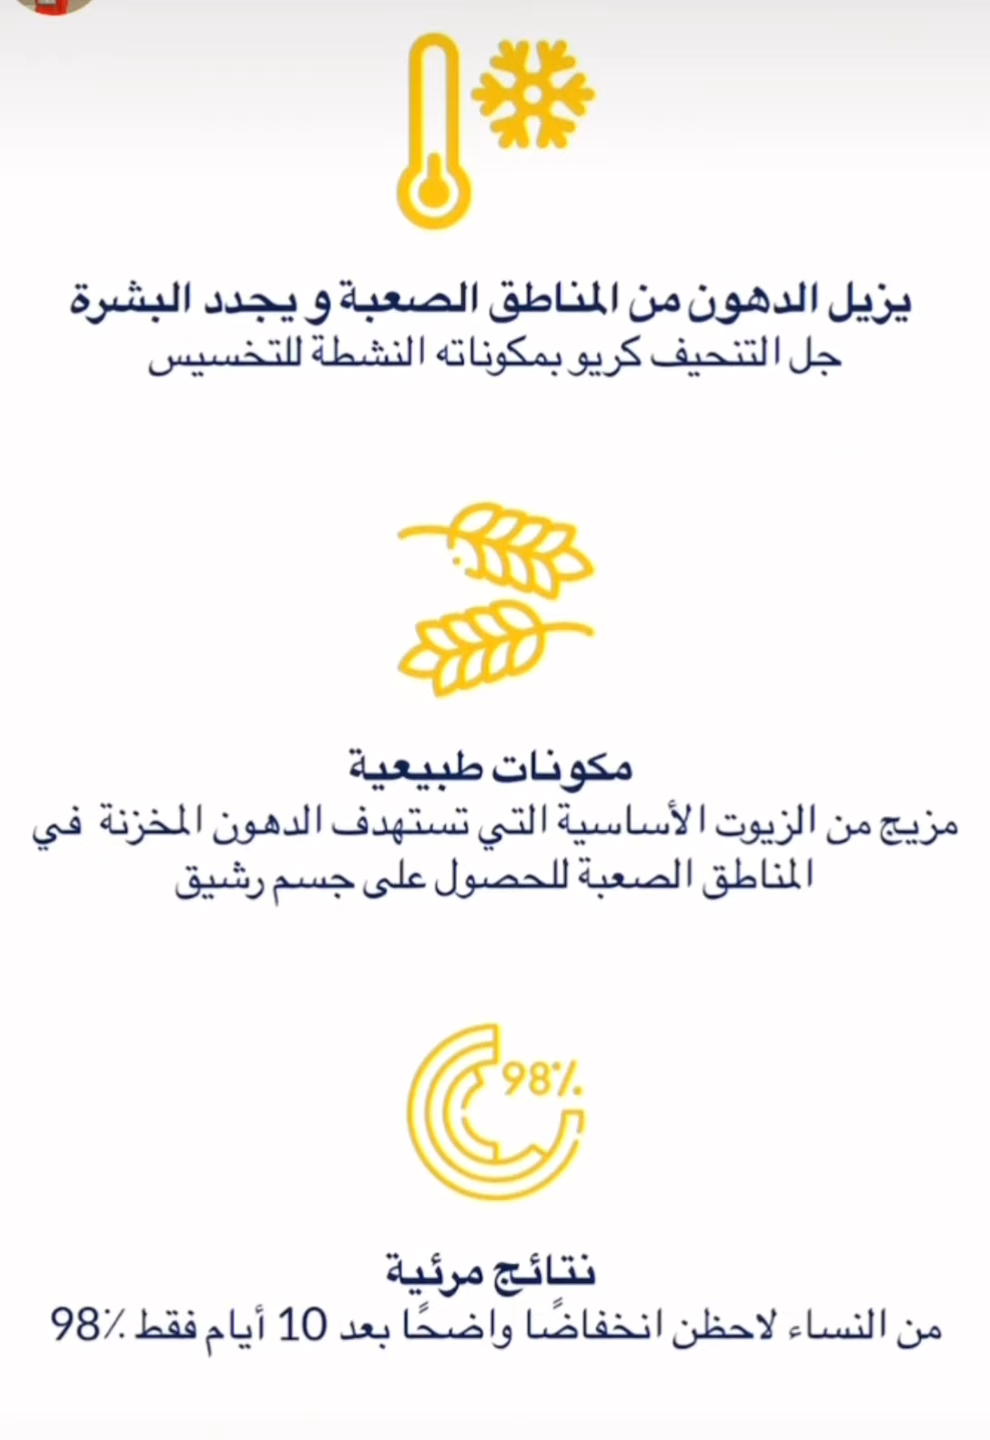 يزيل الدهون من المناطق الصعبة و يجدد البشرة
جل التنحيف كريو بمكوناته النشطة للتخسيس
مكونات طبيعية
مزيج من الزيوت الأساسية التي تستهدف الدهون المخزنة في
المناطق الصعبة للحصول على جسم رشيق
98٪
نتائج مرئية
من النساء لاحظن انخفاضًا واضحًا بعد 10 أيام فقط 98٪